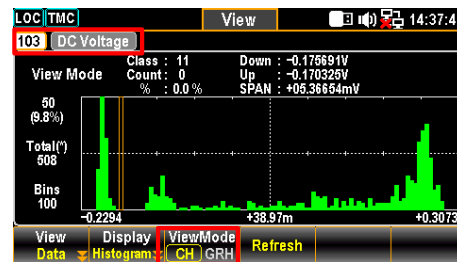 LOC TMC View 14:37:4
103 DC Voltage
View Mode Class : 11 Down : -0.175691V
Count: 0 Up : -0.170325V
% : 0.0 % SPAN : +05.36654mV
50
(9.8%)
Total(")
508
Bins
100
-0.2294 +38.97m +0.3073
View Display ViewMode Refresh
Data Histogram CH GRH